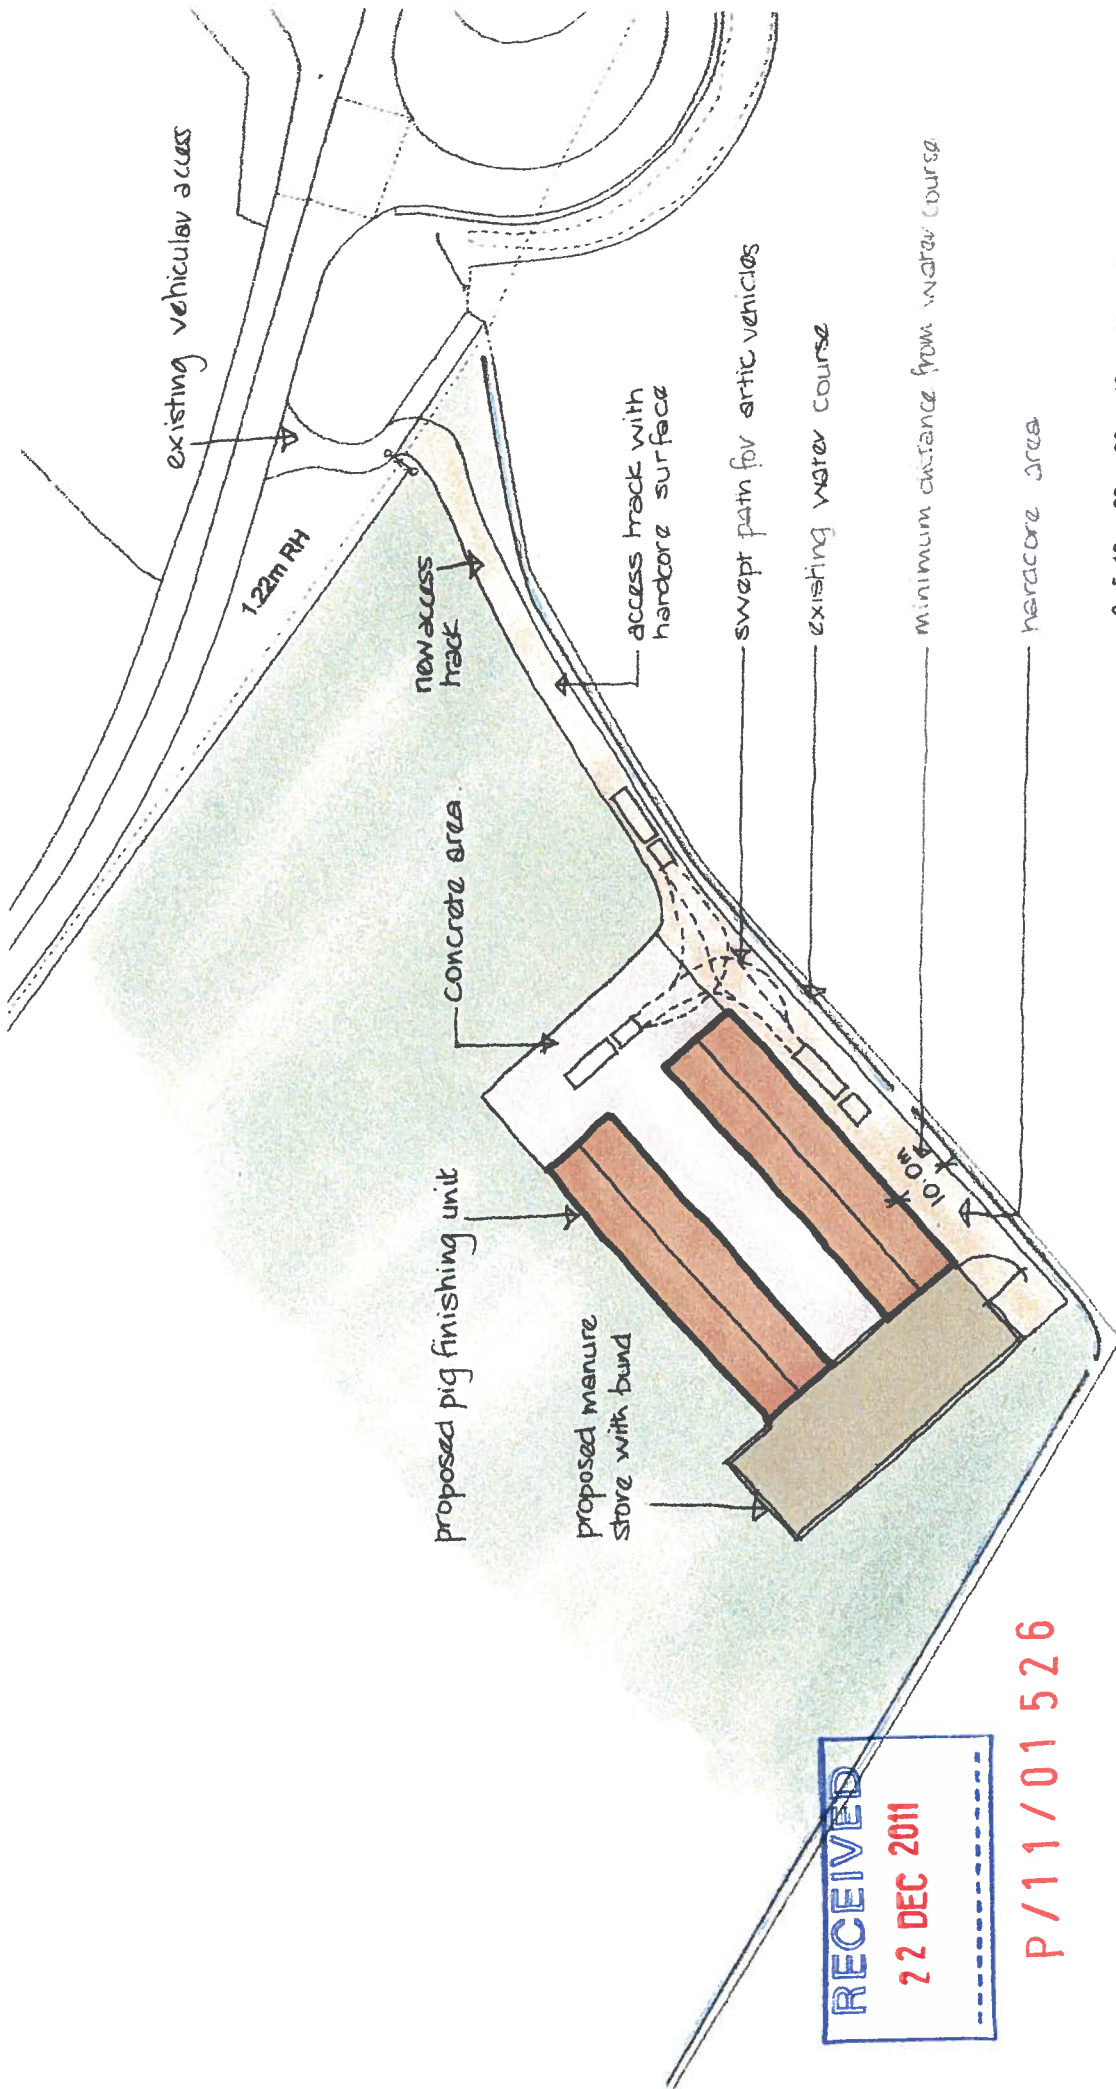 existing vehicular access
1.22m RH
new access
track
access track with
hardcore surface
swept path for artic vehicles
existing water course
minimum distance from water course
hardcore area
concrete area
10.0m
proposed pig finishing unit
proposed manure
store with bund
RECEIVED
22 DEC 2011
P/11/01526